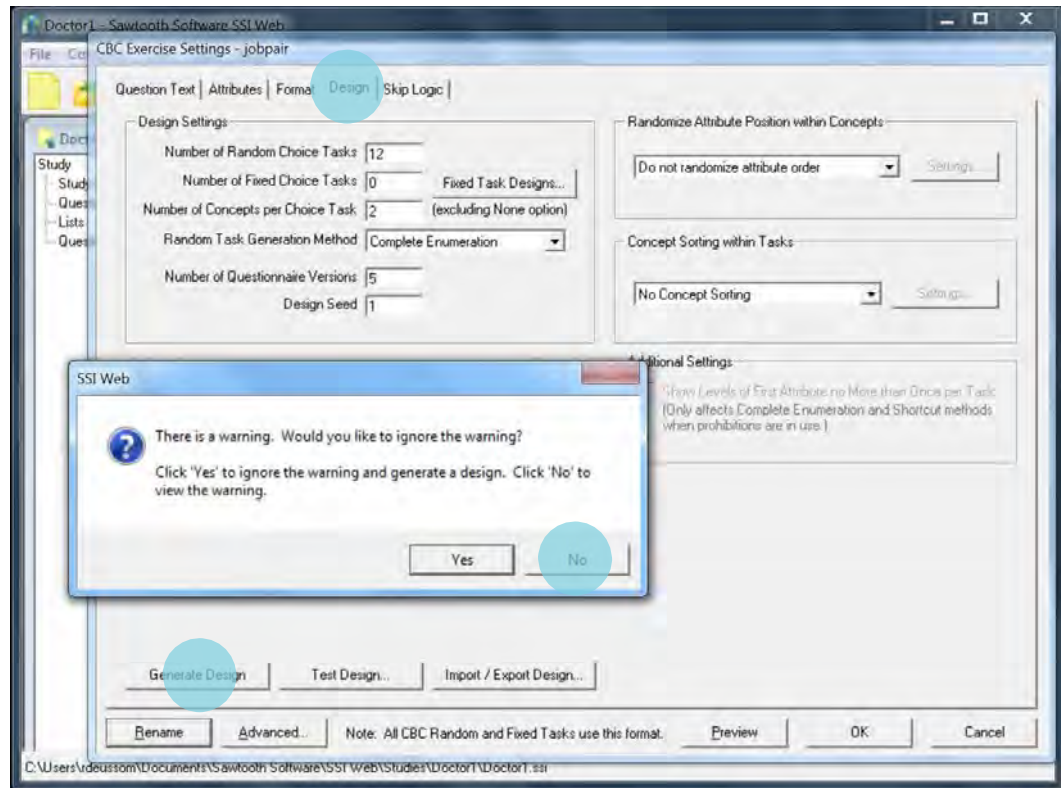 Doctor1 - Sawtooth Software SSI Web
File Co
CBC Exercise Settings - jobpair
Question Text Attributes Format Design Skip Logic
Doct
Study
Study
Ques
Lists
Ques
Design Settings
Number of Random Choice Tasks 12
Number of Fixed Choice Tasks 0 Fixed Task Designs...
Number of Concepts per Choice Task 2 (excluding None option)
Random Task Generation Method Complete Enumeration
Number of Questionnaire Versions 5
Design Seed 1
Randomize Attribute Position within Concepts
Do not randomize attribute order Settings...
Concept Sorting within Tasks
No Concept Sorting Settings...
Additional Settings
Show Levels of First Attribute no More than Once per Task
(Only affects Complete Enumeration and Shortcut methods
when prohibitions are in use.)
SSI Web
There is a warning. Would you like to ignore the warning?
Click 'Yes' to ignore the warning and generate a design. Click 'No' to
view the warning.
Yes No
Generate Design Test Design... Import / Export Design...
Rename Advanced... Note: All CBC Random and Fixed Tasks use this format. Preview OK Cancel
C:\Users\rdeussom\Documents\Sawtooth Software\SSI Web\Studies\Doctor1\Doctor1.ssi